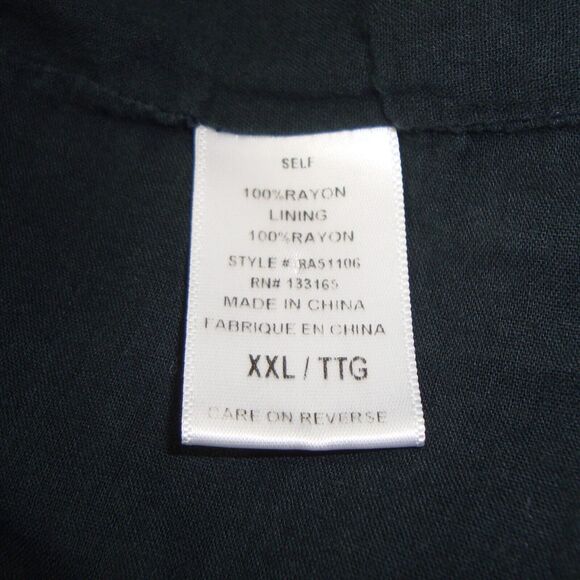 SELF
100%RAYON
LINING
100%RAYON
STYLE # RA51106
RN# 133165
MADE IN CHINA
FABRIQUE EN CHINA
XXL / TTG
CARE ON REVERSE